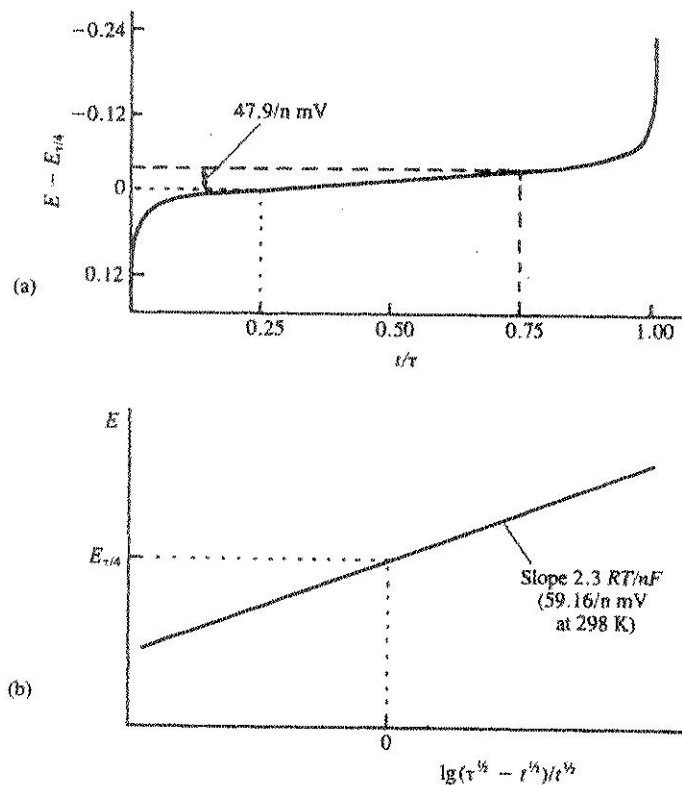 −0.24
−0.12
0
0.12
E − Eτ/4
47.9/n mV
(a)
0.25
0.50
0.75
1.00
t/τ
E
Eτ/4
Slope 2.3 RT/nF
(59.16/n mV
at 298 K)
(b)
0
lg(τ^½ − t^½)/t^½